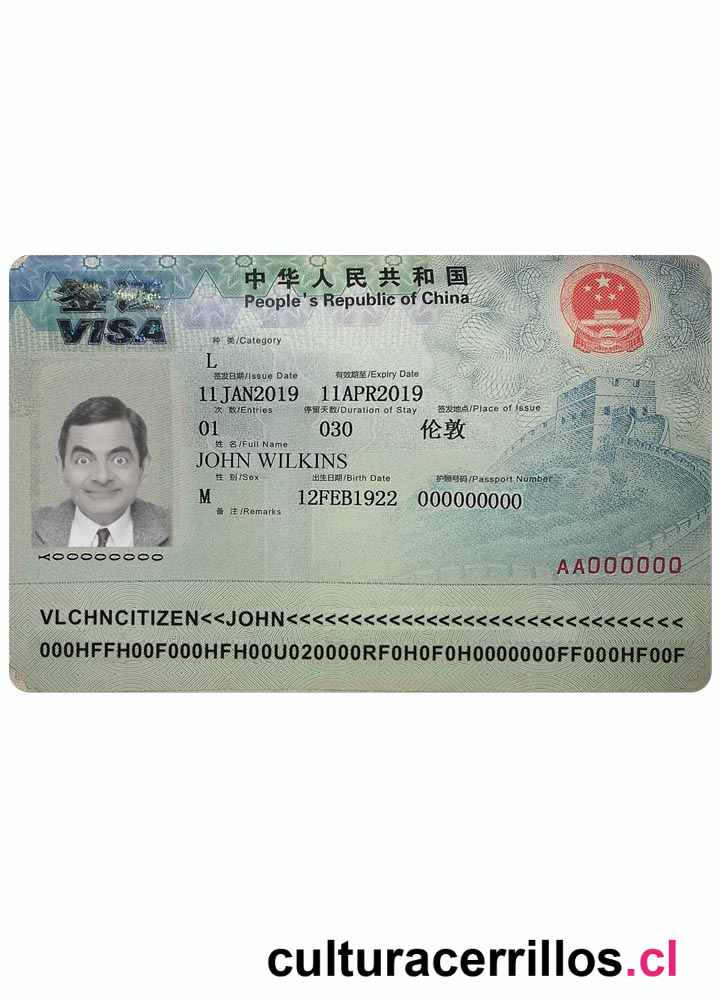 签证
VISA
中华人民共和国
People's Republic of China
种 类/Category
L
签发日期/Issue Date 有效期至/Expiry Date
11JAN2019 11APR2019
次 数/Entries 停留天数/Duration of Stay 签发地点/Place of Issue
01 030 伦敦
姓 名/Full Name
JOHN WILKINS
性 别/Sex 出生日期/Birth Date 护照号码/Passport Number
M 12FEB1922 000000000
备 注/Remarks
Y000000000
AA000000
VLCHNCITIZEN<<JOHN<<<<<<<<<<<<<<<<<<<<<<<<<<<<<<<
000HFFH00F000HFH00U020000RF0H0F0H0000000FF000HF00F
culturacerrillos.cl